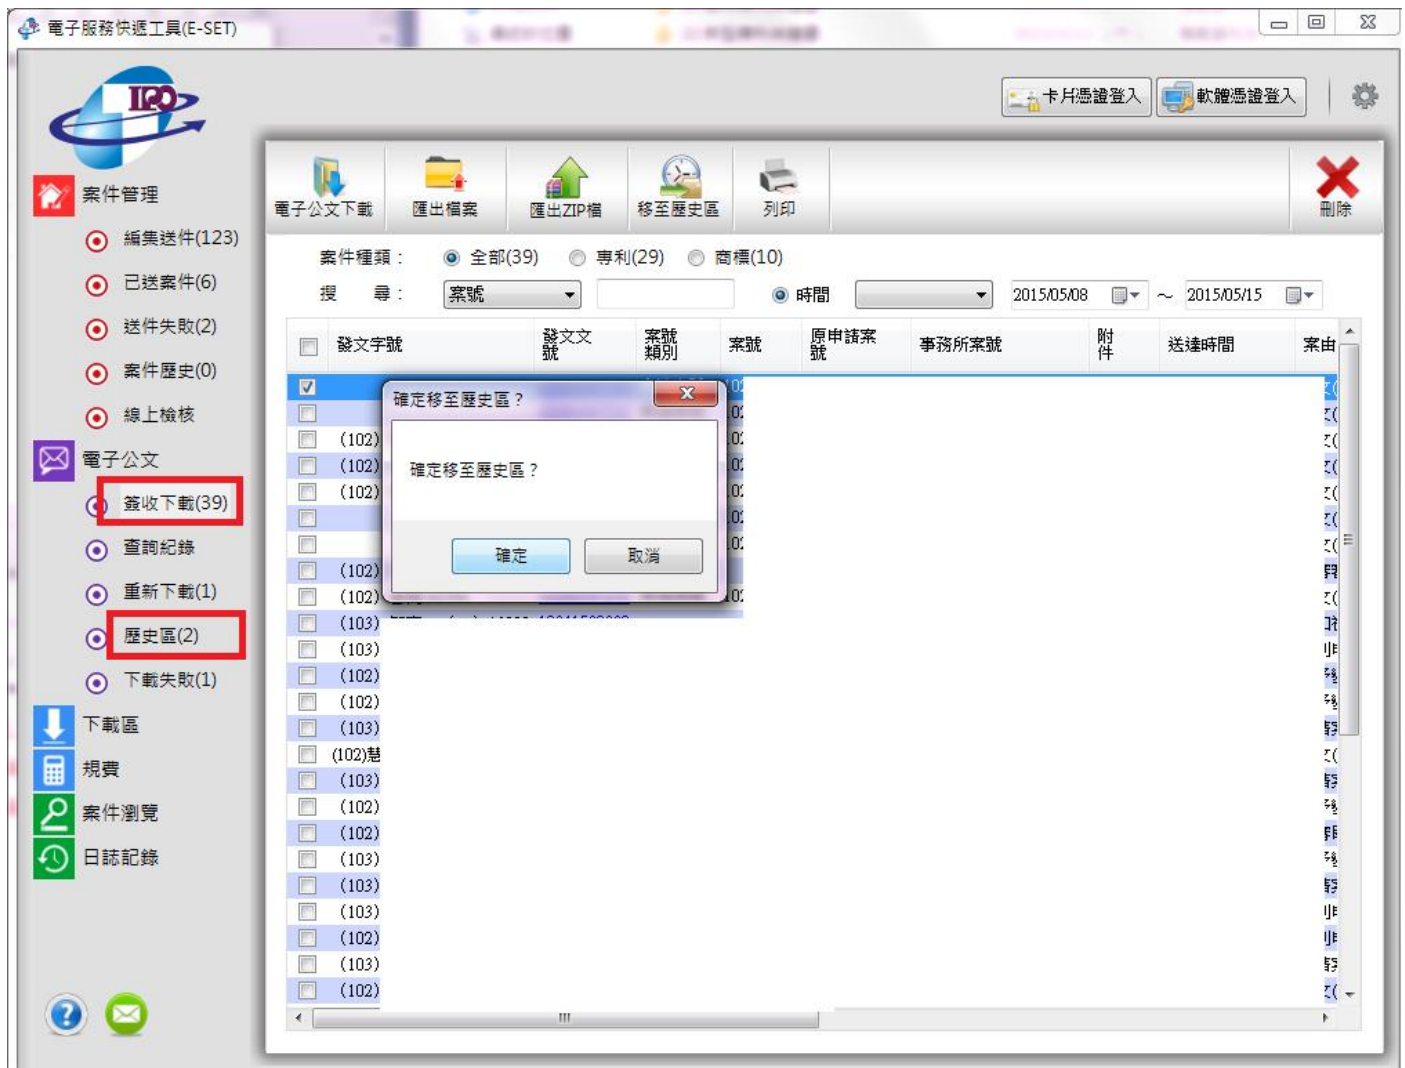 電子服務快遞工具(E-SET)
IPO
卡片憑證登入
軟體憑證登入
電子公文下載
匯出檔案
匯出ZIP檔
移至歷史區
列印
刪除
案件管理
編集送件(123)
已送案件(6)
送件失敗(2)
案件歷史(0)
線上檢核
電子公文
簽收下載(39)
查詢紀錄
重新下載(1)
歷史區(2)
下載失敗(1)
下載區
規費
案件瀏覽
日誌記錄
案件種類：
全部(39)
專利(29)
商標(10)
搜 尋：
案號
時間
2015/05/08
～
2015/05/15
發文字號
發文文號
案號類別
案號
原申請案號
事務所案號
附件
送達時間
案由
確定移至歷史區？
確定移至歷史區？
確定
取消
(102)
(102)
(102)
(102)
(102)
(103)
(103)
(102)
(102)
(103)
(102)慧
(103)
(102)
(102)
(103)
(103)
(103)
(102)
(103)
(102)